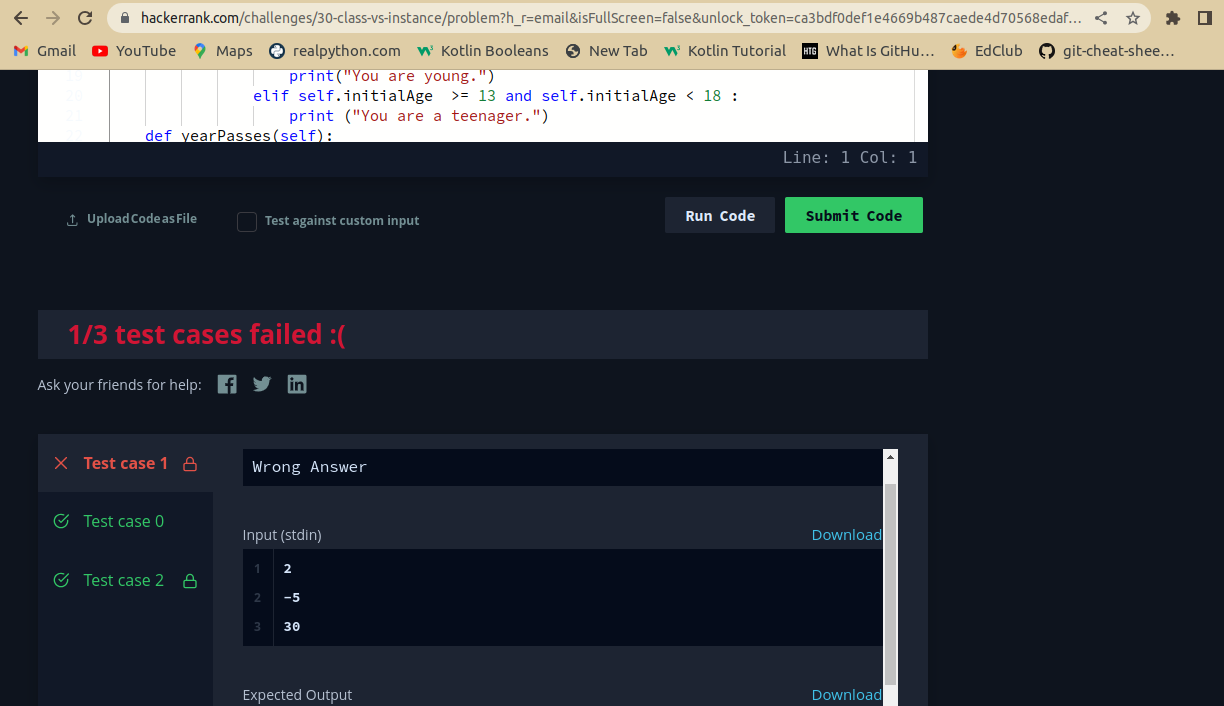 hackerrank.com/challenges/30-class-vs-instance/problem?h_r=email&isFullScreen=false&unlock_token=ca3bdf0def1e4669b487caede4d70568edaf...
Gmail YouTube Maps realpython.com Kotlin Booleans New Tab Kotlin Tutorial HTG What Is GitHu... EdClub git-cheat-shee...
19 print("You are young.")
20 elif self.initialAge >= 13 and self.initialAge < 18 :
21 print ("You are a teenager.")
22 def yearPasses(self):
Line: 1 Col: 1
Upload Code as File Test against custom input Run Code Submit Code
1/3 test cases failed :(
Ask your friends for help:
Test case 1
Test case 0
Test case 2
Wrong Answer
Input (stdin) Download
1 2
2 -5
3 30
Expected Output Download